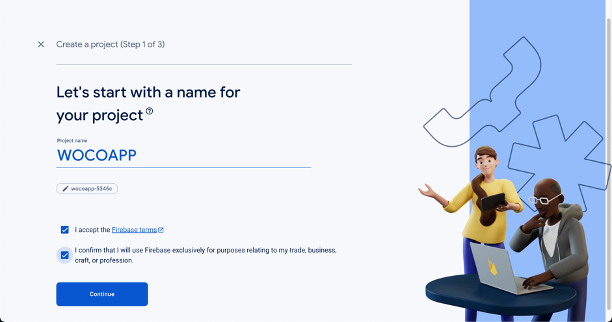 Create a project (Step 1 of 3)
Let's start with a name for
your project
Project name
WOCOAPP
wocoapp-5345c
I accept the Firebase terms
I confirm that I will use Firebase exclusively for purposes relating to my trade, business,
craft, or profession.
Continue